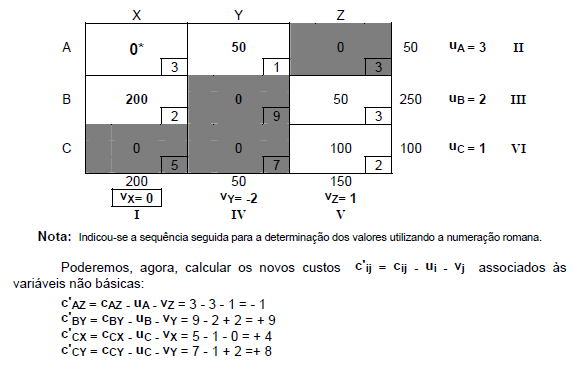 X Y Z
A 0* 50 0 50 uA = 3 II
3 1 3
B 200 0 50 250 uB = 2 III
2 9 3
C 0 0 100 100 uC = 1 VI
5 7 2
200 50 150
vX= 0 vY= -2 vZ= 1
I IV V
Nota: Indicou-se a sequência seguida para a determinação dos valores utilizando a numeração romana.
Poderemos, agora, calcular os novos custos c'ij = cij - ui - vj associados às
variáveis não básicas:
c'AZ = cAZ - uA - vZ = 3 - 3 - 1 = - 1
c'BY = cBY - uB - vY = 9 - 2 + 2 = + 9
c'CX = cCX - uC - vX = 5 - 1 - 0 = + 4
c'CY = cCY - uC - vY = 7 - 1 + 2 =+ 8